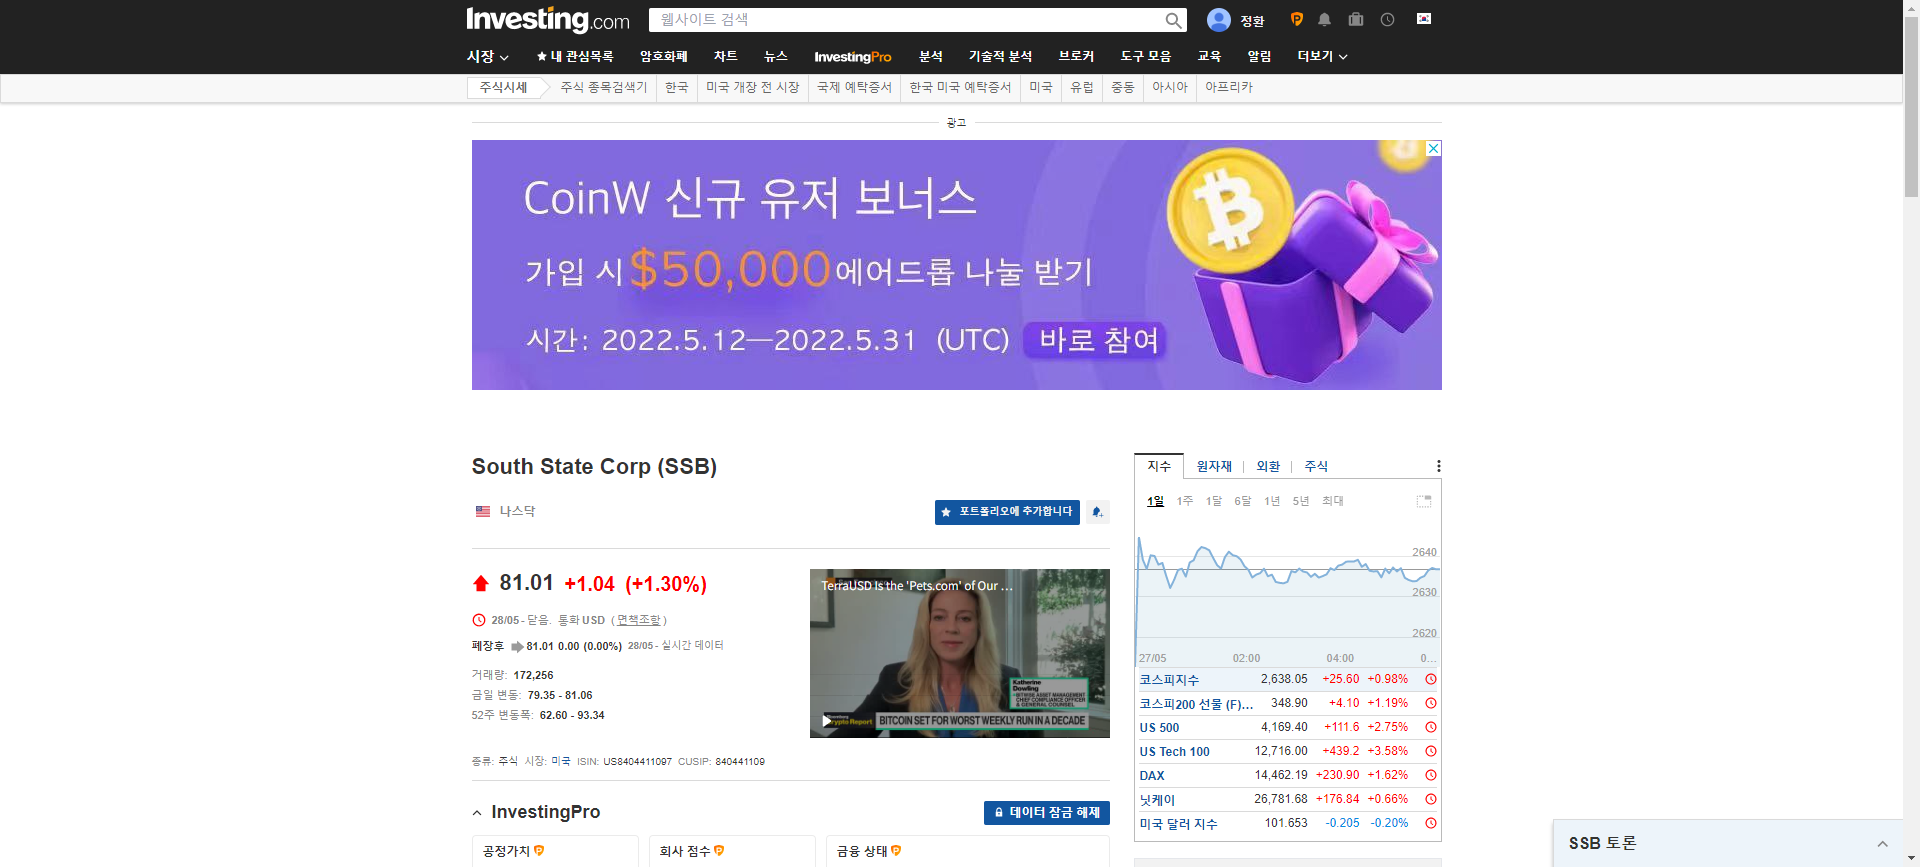 Investing.com
웹사이트 검색
정환
시장
내 관심목록
암호화폐
차트
뉴스
InvestingPro
분석
기술적 분석
브로커
도구 모음
교육
알림
더보기
주식시세
주식 종목검색기
한국
미국 개장 전 시장
국제 예탁증서
한국 미국 예탁증서
미국
유럽
중동
아시아
아프리카
광고
CoinW 신규 유저 보너스
가입 시 $50,000에어드롭 나눌 받기
시간: 2022.5.12—2022.5.31 (UTC) 바로 참여
South State Corp (SSB)
나스닥
포트폴리오에 추가합니다
81.01 +1.04 (+1.30%)
28/05 - 닫음. 통화 USD ( 면책조항 )
폐장후 81.01 0.00 (0.00%) 28/05 - 실시간 데이터
거래량: 172,256
금일 변동: 79.35 - 81.06
52주 변동폭: 62.60 - 93.34
TerraUSD Is the 'Pets.com' of Our ...
Katherine
Dowling
BITWISE ASSET MANAGEMENT
CHIEF COMPLIANCE OFFICER
& GENERAL COUNSEL
BITCOIN SET FOR WORST WEEKLY RUN IN A DECADE
종류: 주식 시장: 미국 ISIN: US8404411097 CUSIP: 840441109
InvestingPro
데이터 잠금 해제
공정가치
회사 점수
금융 상태
지수
원자재
외환
주식
1일 1주 1달 6달 1년 5년 최대
2640
2630
2620
27/05 02:00 04:00 0...
코스피지수 2,638.05 +25.60 +0.98%
코스피200 선물 (F)... 348.90 +4.10 +1.19%
US 500 4,169.40 +111.6 +2.75%
US Tech 100 12,716.00 +439.2 +3.58%
DAX 14,462.19 +230.90 +1.62%
닛케이 26,781.68 +176.84 +0.66%
미국 달러 지수 101.653 -0.205 -0.20%
SSB 토론